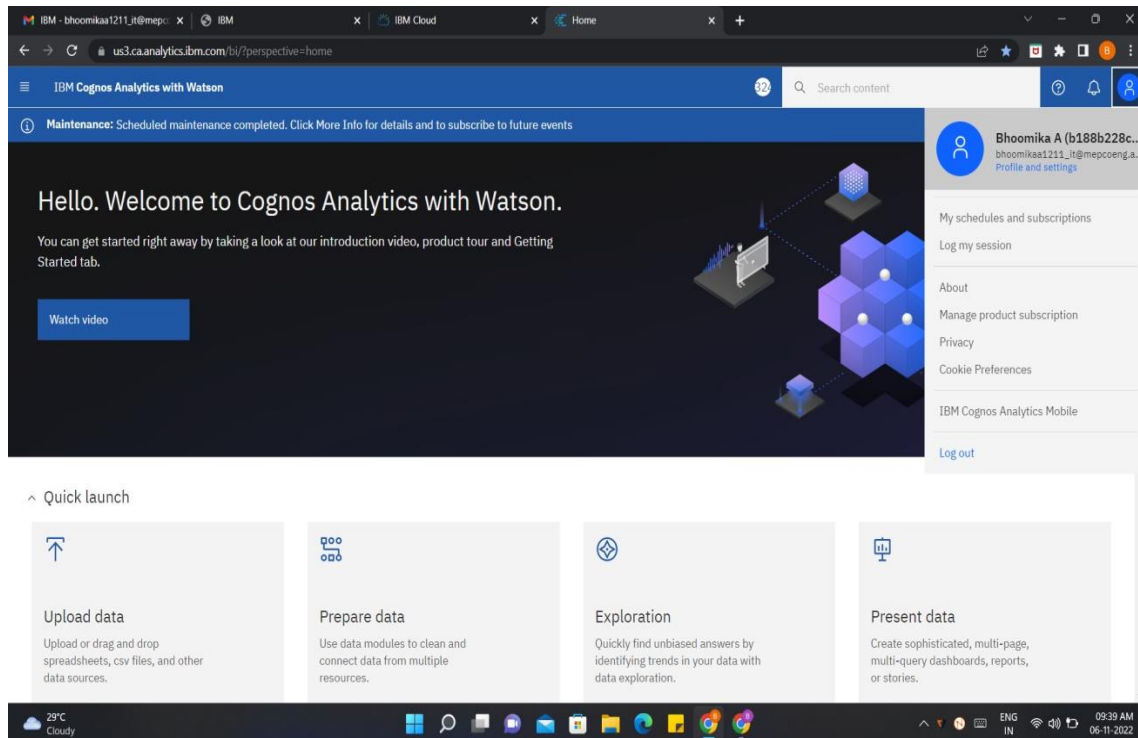 IBM - bhoomikaa1211_it@mepco
IBM
IBM Cloud
Home
us3.ca.analytics.ibm.com/bi/?perspective=home
B
IBM Cognos Analytics with Watson
324
Search content
Maintenance: Scheduled maintenance completed. Click More Info for details and to subscribe to future events
Bhoomika A (b188b228c...
bhoomikaa1211_it@mepcoeng.a...
Profile and settings
My schedules and subscriptions
Log my session
About
Manage product subscription
Privacy
Cookie Preferences
IBM Cognos Analytics Mobile
Log out
Hello. Welcome to Cognos Analytics with Watson.
You can get started right away by taking a look at our introduction video, product tour and Getting
Started tab.
Watch video
Quick launch
Upload data
Upload or drag and drop
spreadsheets, csv files, and other
data sources.
Prepare data
Use data modules to clean and
connect data from multiple
resources.
Exploration
Quickly find unbiased answers by
identifying trends in your data with
data exploration.
Present data
Create sophisticated, multi-page,
multi-query dashboards, reports,
or stories.
29°C
Cloudy
ENG
IN
09:39 AM
06-11-2022